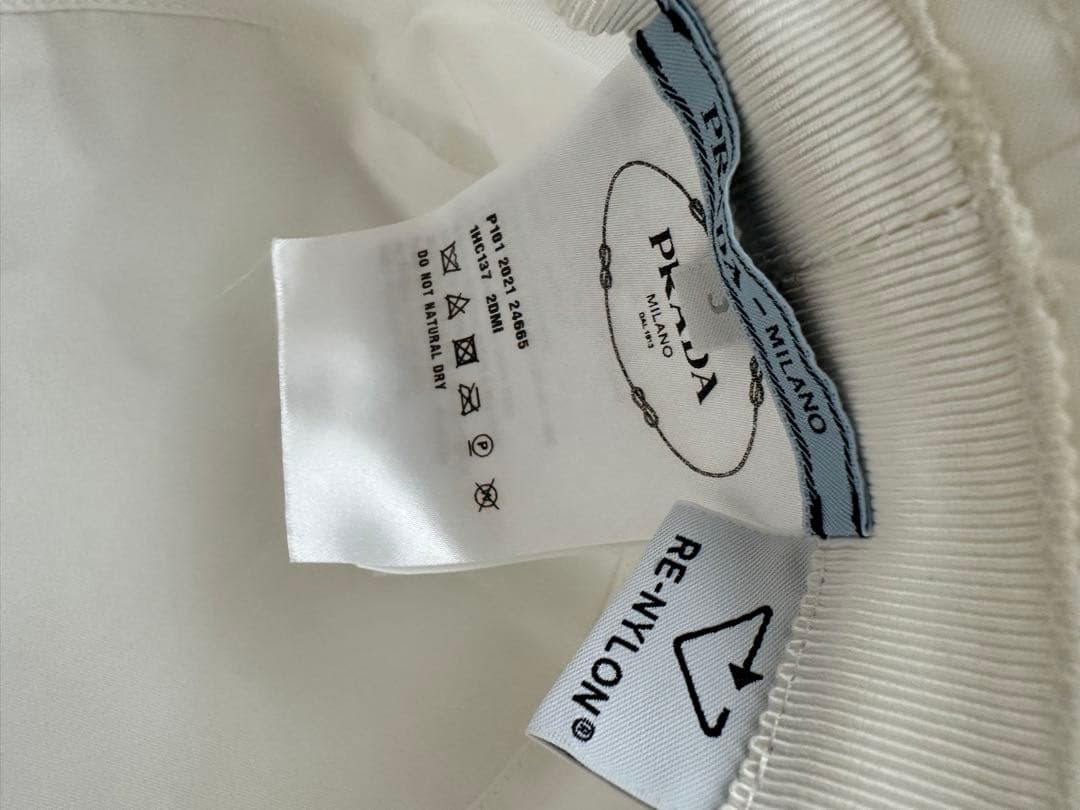 PRADA - MILANO
PRADA
MILANO
DAL 1913
P101 2021 24665
1HC137 2DMI
P
W
DO NOT NATURAL DRY
RE-NYLON®